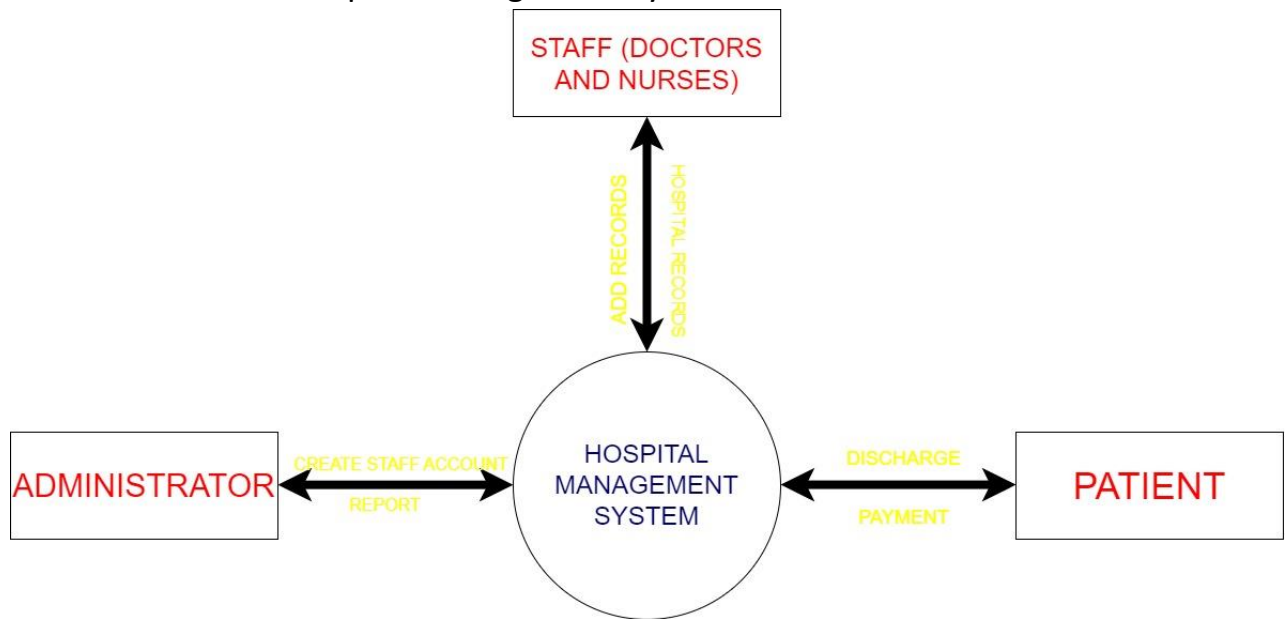 STAFF (DOCTORS
AND NURSES)
ADD RECORDS
HOSPITAL RECORDS
ADMINISTRATOR
CREATE STAFF ACCOUNT
REPORT
HOSPITAL
MANAGEMENT
SYSTEM
DISCHARGE
PAYMENT
PATIENT